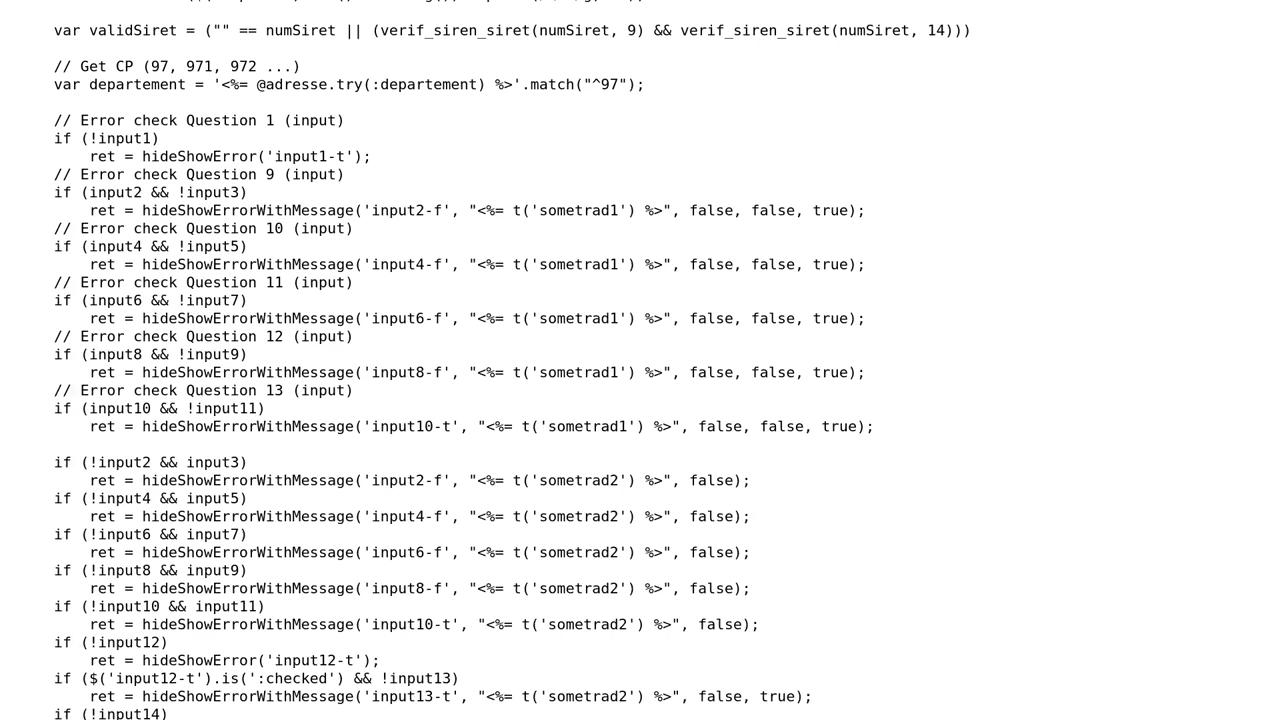 var validSiret = ("" == numSiret || (verif_siren_siret(numSiret, 9) && verif_siren_siret(numSiret, 14)))
// Get CP (97, 971, 972 ...)
var departement = '<%= @adresse.try(:departement) %>'.match("^97");
// Error check Question 1 (input)
if (!input1)
ret = hideShowError('input1-t');
// Error check Question 9 (input)
if (input2 && !input3)
ret = hideShowErrorWithMessage('input2-f', "<%= t('sometrad1') %>", false, false, true);
// Error check Question 10 (input)
if (input4 && !input5)
ret = hideShowErrorWithMessage('input4-f', "<%= t('sometrad1') %>", false, false, true);
// Error check Question 11 (input)
if (input6 && !input7)
ret = hideShowErrorWithMessage('input6-f', "<%= t('sometrad1') %>", false, false, true);
// Error check Question 12 (input)
if (input8 && !input9)
ret = hideShowErrorWithMessage('input8-f', "<%= t('sometrad1') %>", false, false, true);
// Error check Question 13 (input)
if (input10 && !input11)
ret = hideShowErrorWithMessage('input10-t', "<%= t('sometrad1') %>", false, false, true);
if (!input2 && input3)
ret = hideShowErrorWithMessage('input2-f', "<%= t('sometrad2') %>", false);
if (!input4 && input5)
ret = hideShowErrorWithMessage('input4-f', "<%= t('sometrad2') %>", false);
if (!input6 && input7)
ret = hideShowErrorWithMessage('input6-f', "<%= t('sometrad2') %>", false);
if (!input8 && input9)
ret = hideShowErrorWithMessage('input8-f', "<%= t('sometrad2') %>", false);
if (!input10 && input11)
ret = hideShowErrorWithMessage('input10-t', "<%= t('sometrad2') %>", false);
if (!input12)
ret = hideShowError('input12-t');
if ($('input12-t').is(':checked') && !input13)
ret = hideShowErrorWithMessage('input13-t', "<%= t('sometrad2') %>", false, true);
if (!input14)